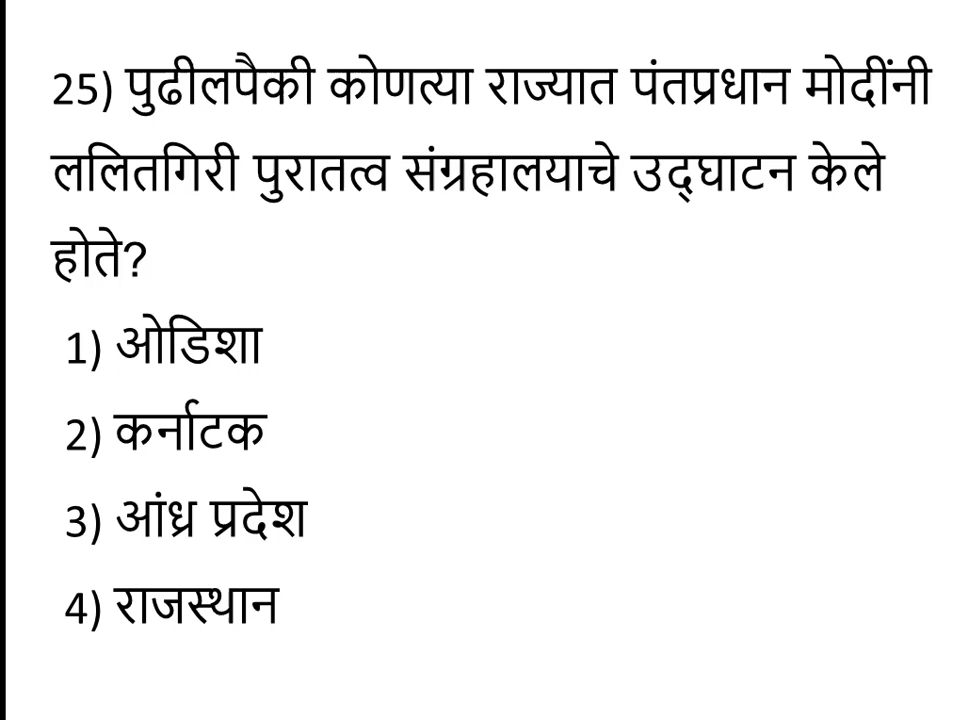 25) पुढीलपैकी कोणत्या राज्यात पंतप्रधान मोदींनी
ललितगिरी पुरातत्व संग्रहालयाचे उद्‌घाटन केले
होते?
1) ओडिशा
2) कर्नाटक
3) आंध्र प्रदेश
4) राजस्थान